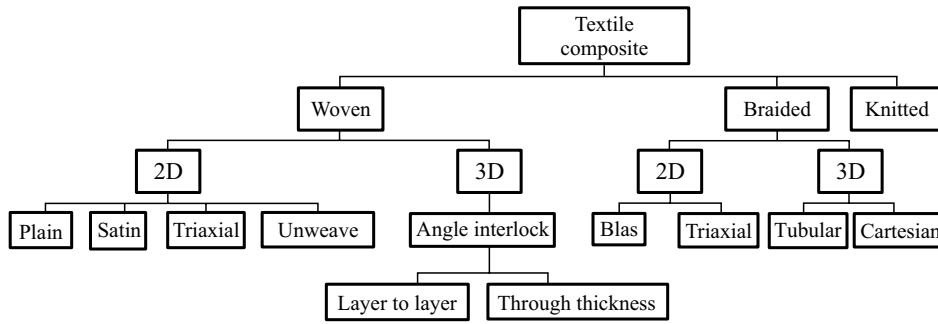 Textile
composite
Woven
Braided
Knitted
2D
3D
2D
3D
Plain
Satin
Triaxial
Unweave
Angle interlock
Blas
Triaxial
Tubular
Cartesian
Layer to layer
Through thickness